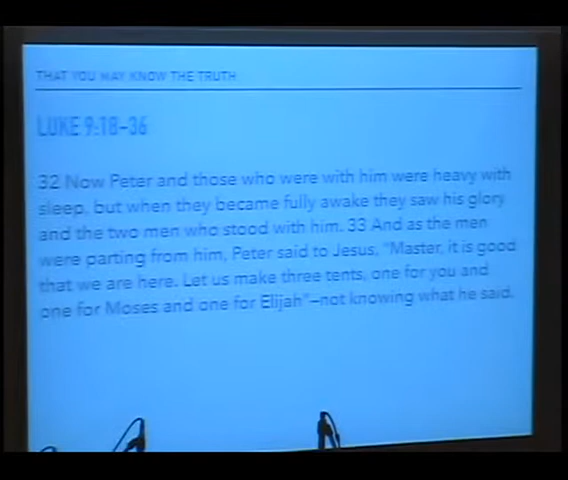 THAT YOU MAY KNOW THE TRUTH
LUKE 9:18-36
32 Now Peter and those who were with him were heavy with
sleep, but when they became fully awake they saw his glory
and the two men who stood with him. 33 And as the men
were parting from him, Peter said to Jesus, "Master, it is good
that we are here. Let us make three tents, one for you and
one for Moses and one for Elijah"–not knowing what he said.